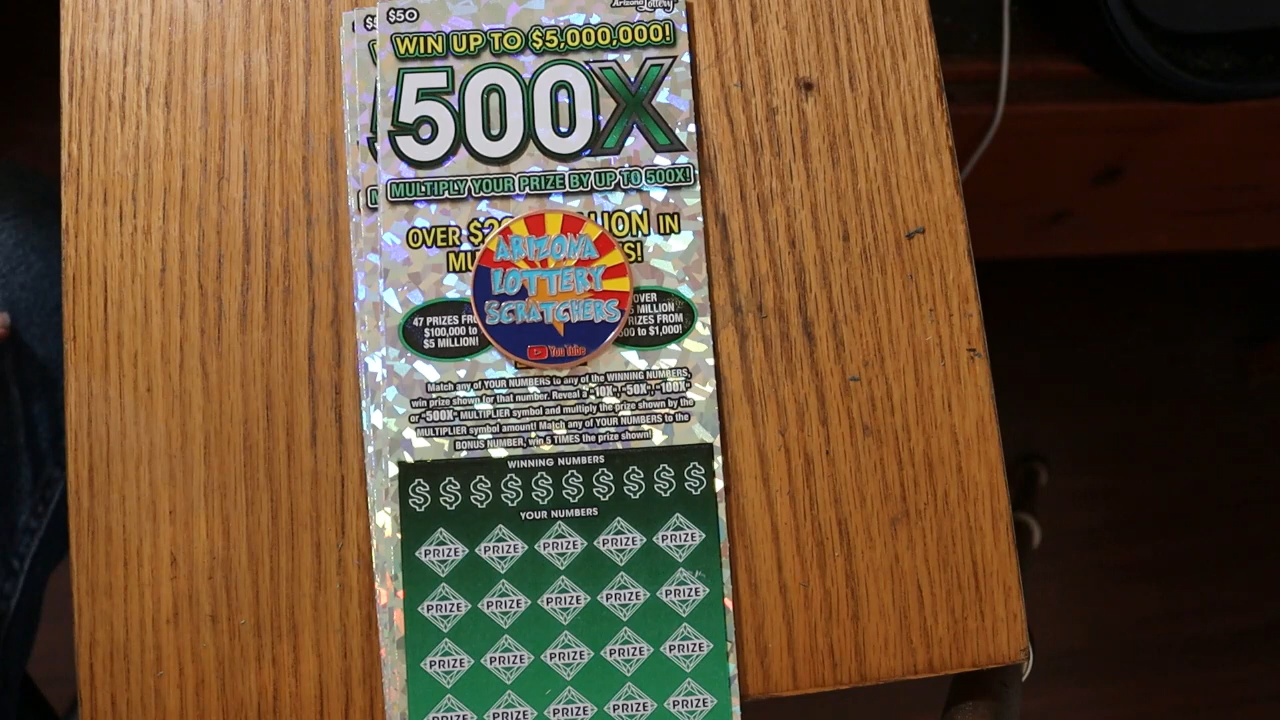 $50
Arizona Lottery
WIN UP TO $5,000,000!
500X
MULTIPLY YOUR PRIZE BY UP TO 500X!
OVER IN
ARIZONA
LOTTERY
SCRATCHERS
YouTube
47 PRIZES
$100,000 to
$5 MILLION!
OVER
MILLION
FROM
to $1,000!
Match any of YOUR NUMBERS to any of the WINNING NUMBERS,
win prize shown for that number. Reveal a "10X", "50X", "100X"
or "500X" MULTIPLIER symbol and multiply the prize shown by the
MULTIPLIER symbol amount! Match any of YOUR NUMBERS to the
BONUS NUMBER, win 5 TIMES the prize shown!
WINNING NUMBERS
$ $ $ $ $ $ $ $ $ $
YOUR NUMBERS
PRIZE PRIZE PRIZE PRIZE PRIZE
PRIZE PRIZE PRIZE PRIZE PRIZE
PRIZE PRIZE PRIZE PRIZE PRIZE
PRIZE PRIZE PRIZE PRIZE PRIZE